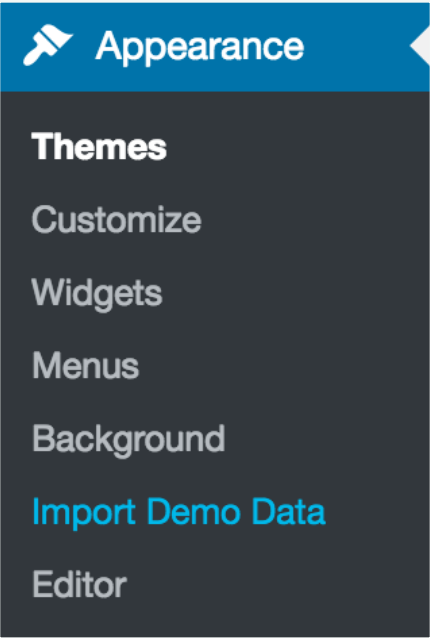 Appearance
Themes
Customize
Widgets
Menus
Background
Import Demo Data
Editor